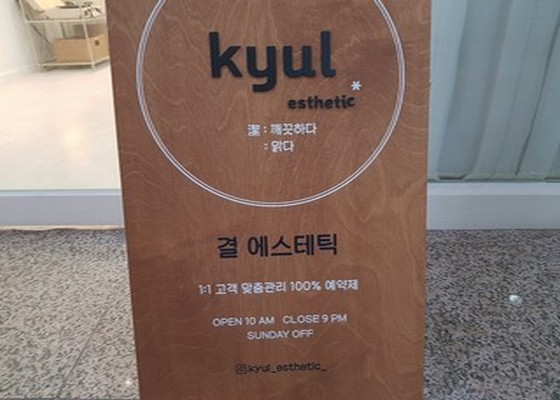 kyul
esthetic*
潔 : 깨끗하다
: 맑다
결 에스테틱
1:1 고객 맞춤관리 100% 예약제
OPEN 10 AM CLOSE 9 PM
SUNDAY OFF
kyul_esthetic_